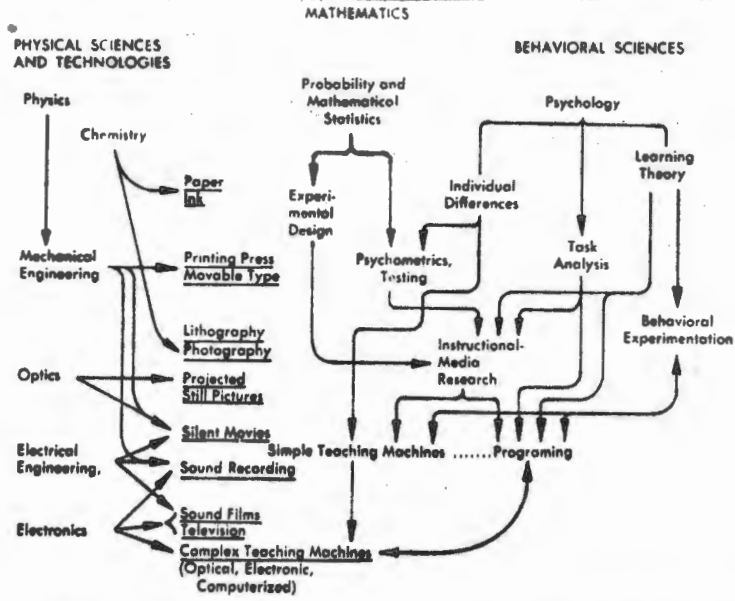 MATHEMATICS
PHYSICAL SCIENCES
AND TECHNOLOGIES
BEHAVIORAL SCIENCES
Physics
Probability and
Mathematical
Statistics
Psychology
Chemistry
Learning
Theory
Paper
Ink
Experi-
mental
Design
Individual
Differences
Mechanical
Engineering
Printing Press
Movable Type
Psychometrics,
Testing
Task
Analysis
Lithography
Photography
Instructional-
Media
Research
Behavioral
Experimentation
Optics
Projected
Still Pictures
Silent Movies
Electrical
Engineering,
Simple Teaching Machines .......Programing
Sound Recording
Electronics
Sound Films
Television
Complex Teaching Machines
(Optical, Electronic,
Computerized)